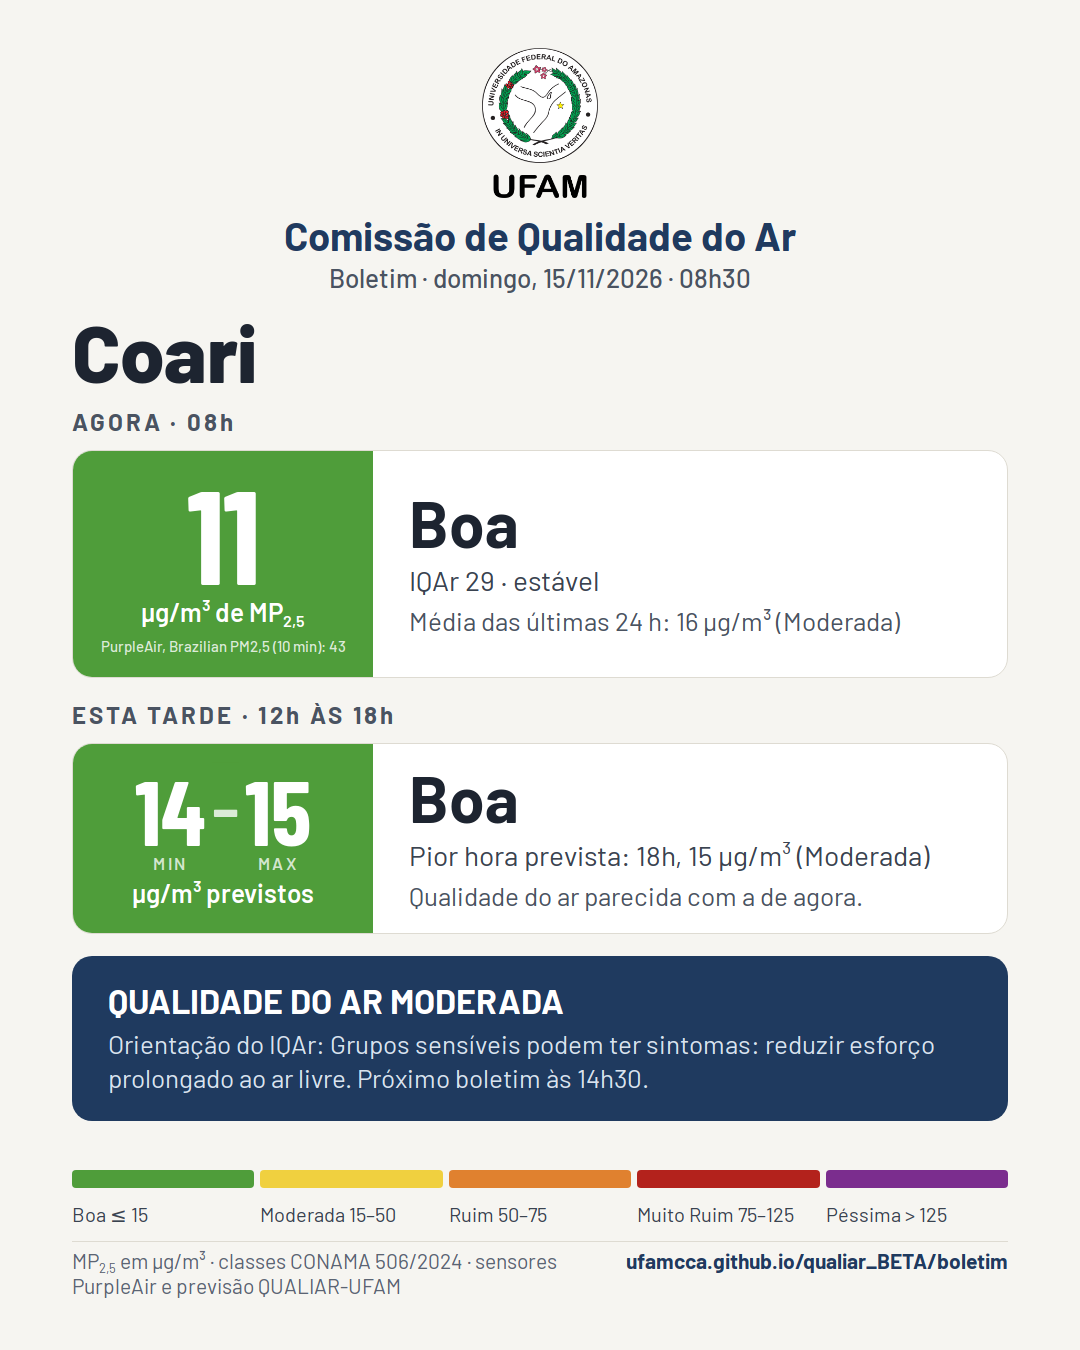 UNIVERSIDADE FEDERAL DO AMAZONAS
IN UNIVERSA SCIENTIA VERITAS
UFAM
Comissão de Qualidade do Ar
Boletim · domingo, 15/11/2026 · 08h30
Coari
AGORA · 08h
11
µg/m³ de MP2,5
PurpleAir, Brazilian PM2,5 (10 min): 43
Boa
IQAr 29 · estável
Média das últimas 24 h: 16 µg/m³ (Moderada)
ESTA TARDE · 12h ÀS 18h
14 - 15
MIN MAX
µg/m³ previstos
Boa
Pior hora prevista: 18h, 15 µg/m³ (Moderada)
Qualidade do ar parecida com a de agora.
QUALIDADE DO AR MODERADA
Orientação do IQAr: Grupos sensíveis podem ter sintomas: reduzir esforço
prolongado ao ar livre. Próximo boletim às 14h30.
Boa ≤ 15 Moderada 15–50 Ruim 50–75 Muito Ruim 75–125 Péssima > 125
MP2,5 em µg/m³ · classes CONAMA 506/2024 · sensores
PurpleAir e previsão QUALIAR-UFAM
ufamcca.github.io/qualiar_BETA/boletim